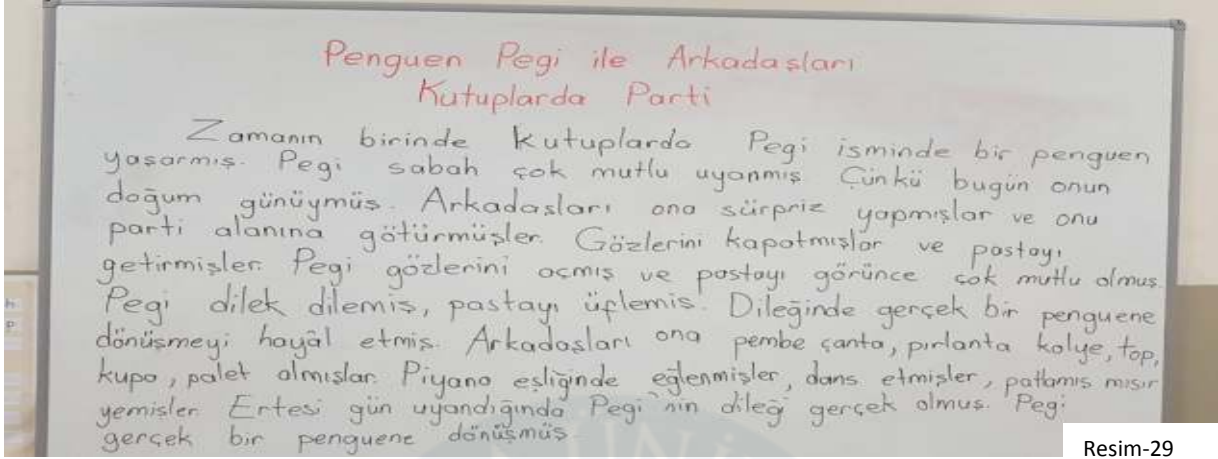 Penguen Pegi ile Arkadaşları
Kutuplarda Parti
Zamanın birinde kutuplarda Pegi isminde bir penguen
yaşarmış. Pegi sabah çok mutlu uyanmış. Çünkü bugün onun
doğum günüymüş. Arkadaşları ona sürpriz yapmışlar ve onu
parti alanına götürmüşler. Gözlerini kapatmışlar ve pastayı
getirmişler. Pegi gözlerini açmış ve pastayı görünce çok mutlu olmuş.
Pegi dilek dilemiş, pastayı üflemiş. Dileğinde gerçek bir penguene
dönüşmeyi hayâl etmiş. Arkadaşları ona pembe çanta, pırlanta kolye, top,
kupa, palet almışlar. Piyano eşliğinde eğlenmişler, dans etmişler, patlamış mısır
yemişler. Ertesi gün uyandığında Pegi'nin dileği gerçek olmuş. Pegi
gerçek bir penguene dönüşmüş.
Resim-29